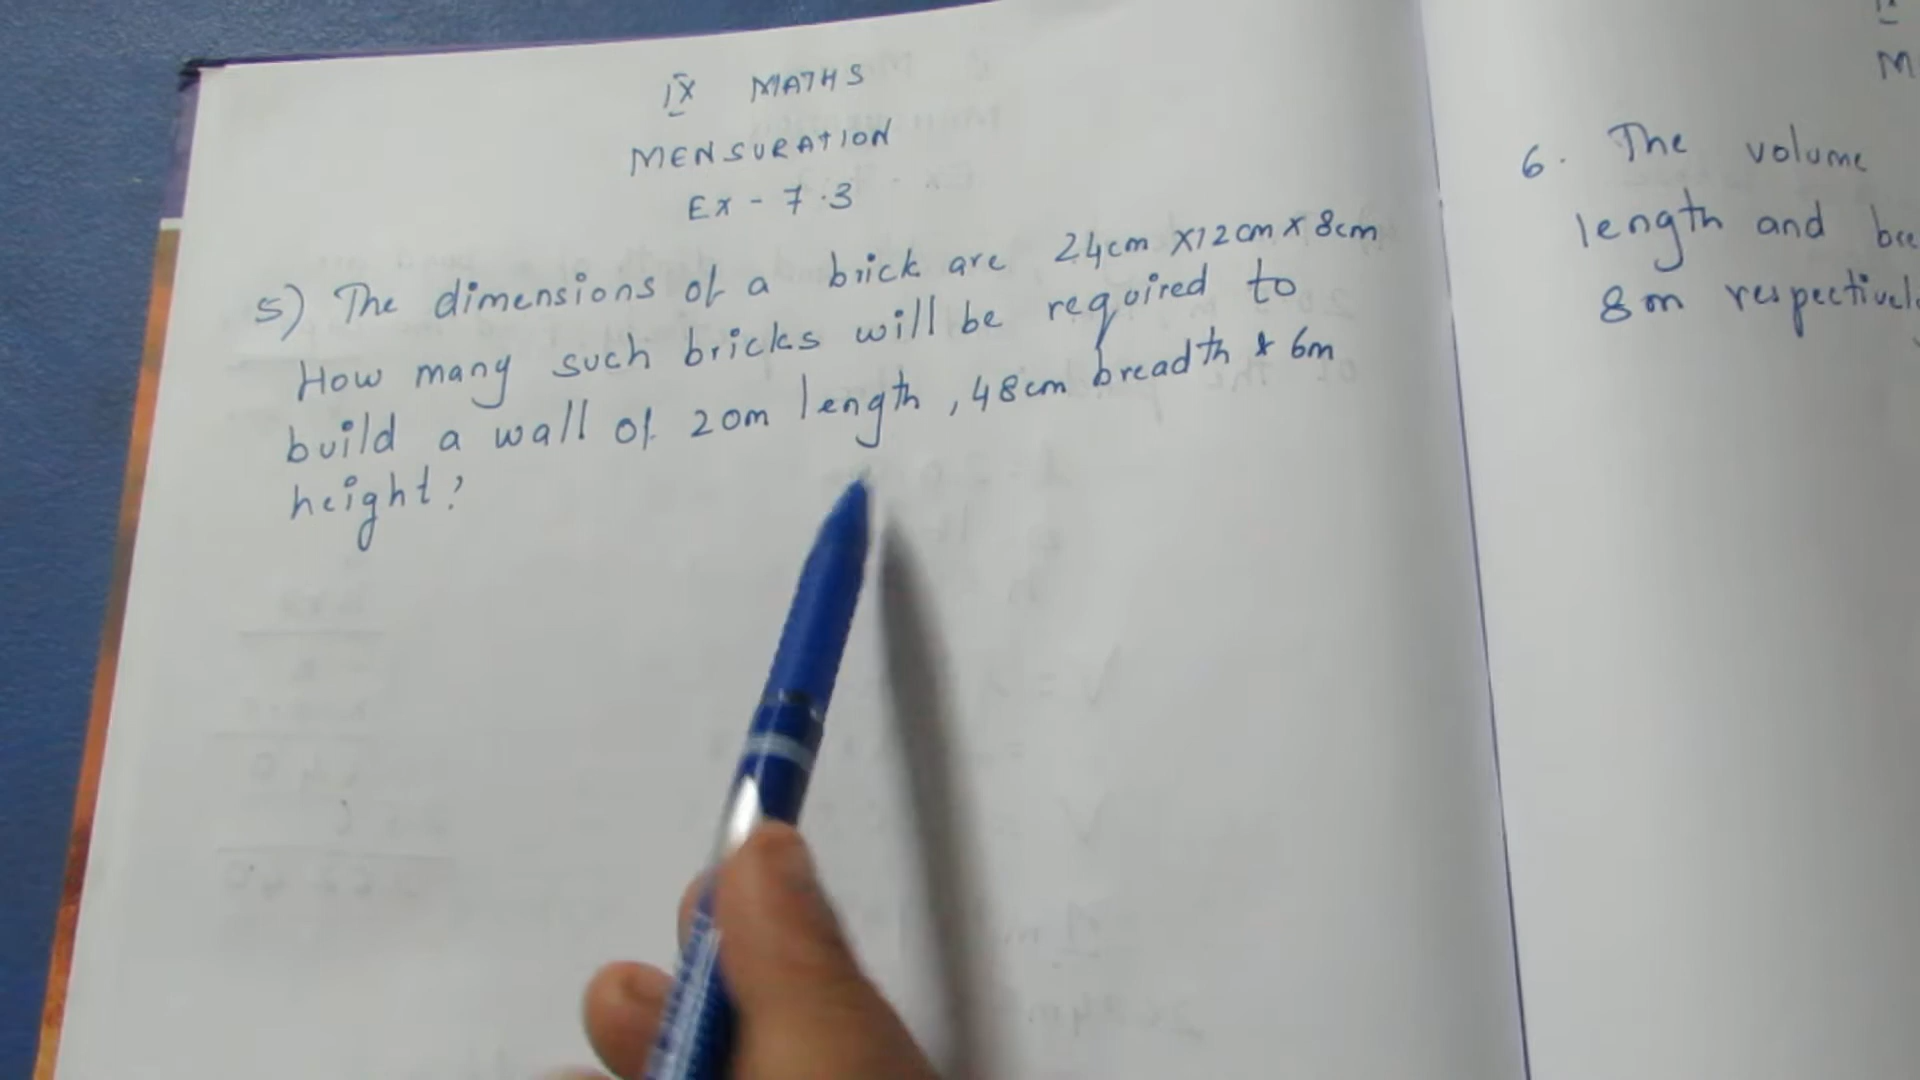 IX MATHS
MENSURATION
Ex - 7.3
5) The dimensions of a brick are 24cm x12cm x 8cm
How many such bricks will be required to
build a wall of 20m length, 48cm breadth & 6m
height?
M
6. The volume
length and bre
8m respectivel